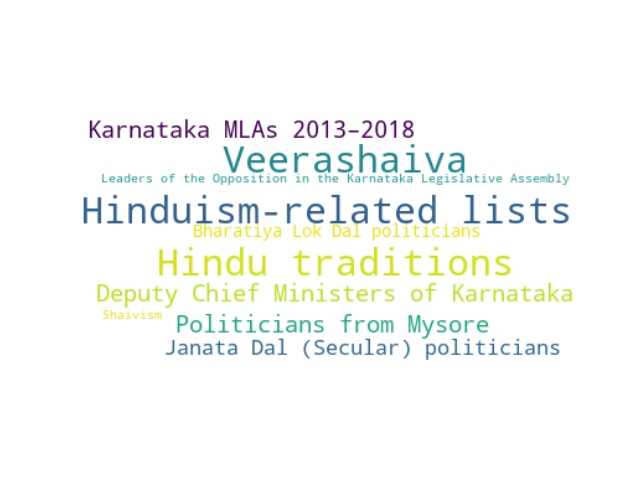 Karnataka MLAs 2013–2018
Veerashaiva
Leaders of the Opposition in the Karnataka Legislative Assembly
Hinduism-related lists
Bharatiya Lok Dal politicians
Hindu traditions
Deputy Chief Ministers of Karnataka
Shaivism
Politicians from Mysore
Janata Dal (Secular) politicians